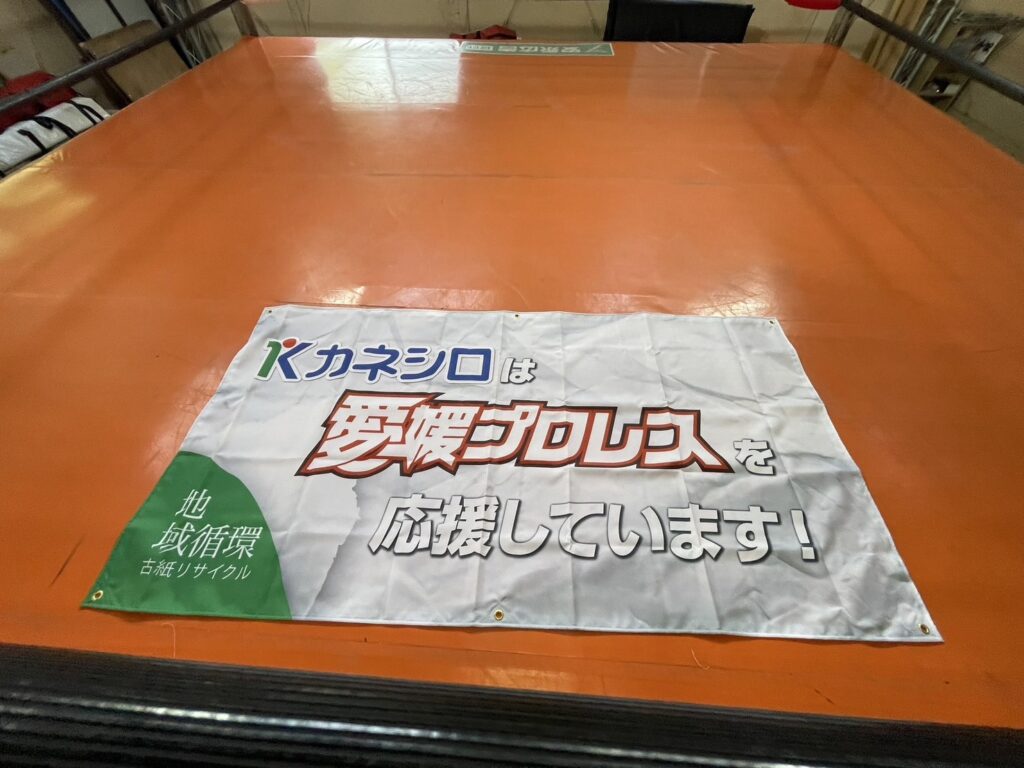 Kカネシロは
愛媛プロレスを
応援しています!
地
域循環
古紙リサイクル